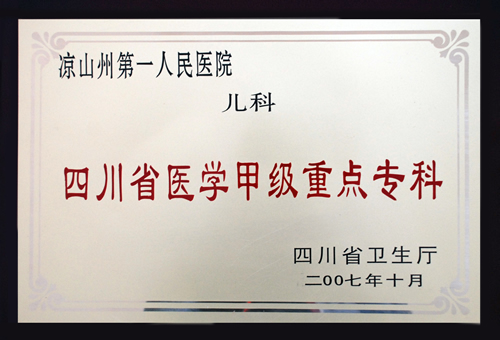 凉山州第一人民医院
儿科
四川省医学甲级重点专科
四川省卫生厅
二00七年十月